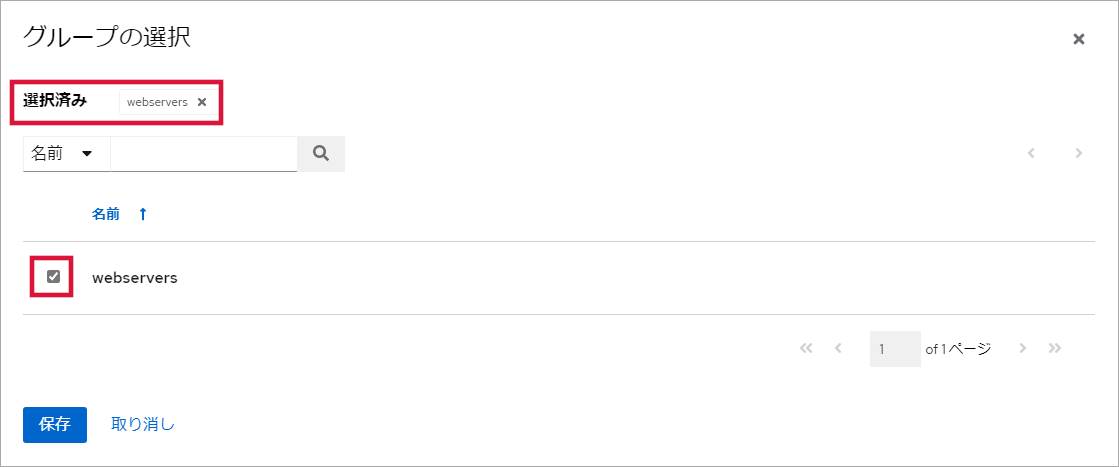 グループの選択
選択済み webservers
名前
名前
webservers
1 of 1 ページ
保存 取り消し